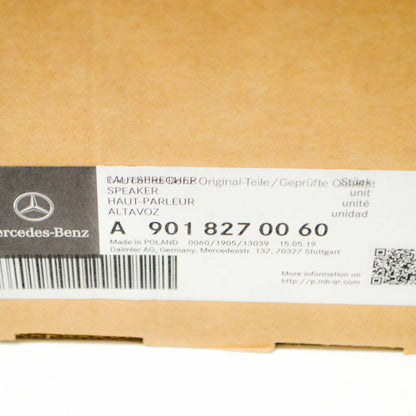 LAUTSPRECHER
Original-Teile/Geprüfte Qualität
Stück
SPEAKER
unit
HAUT-PARLEUR
unité
ALTAVOZ
unidad
A 901 827 00 60
ercedes-Benz
Made in POLAND 0060/1905/13039 15.05.19
Daimler AG, Germany, Mercedesstr. 137, 70327 Stuttgart
More information on
http://p.mb-qr.com